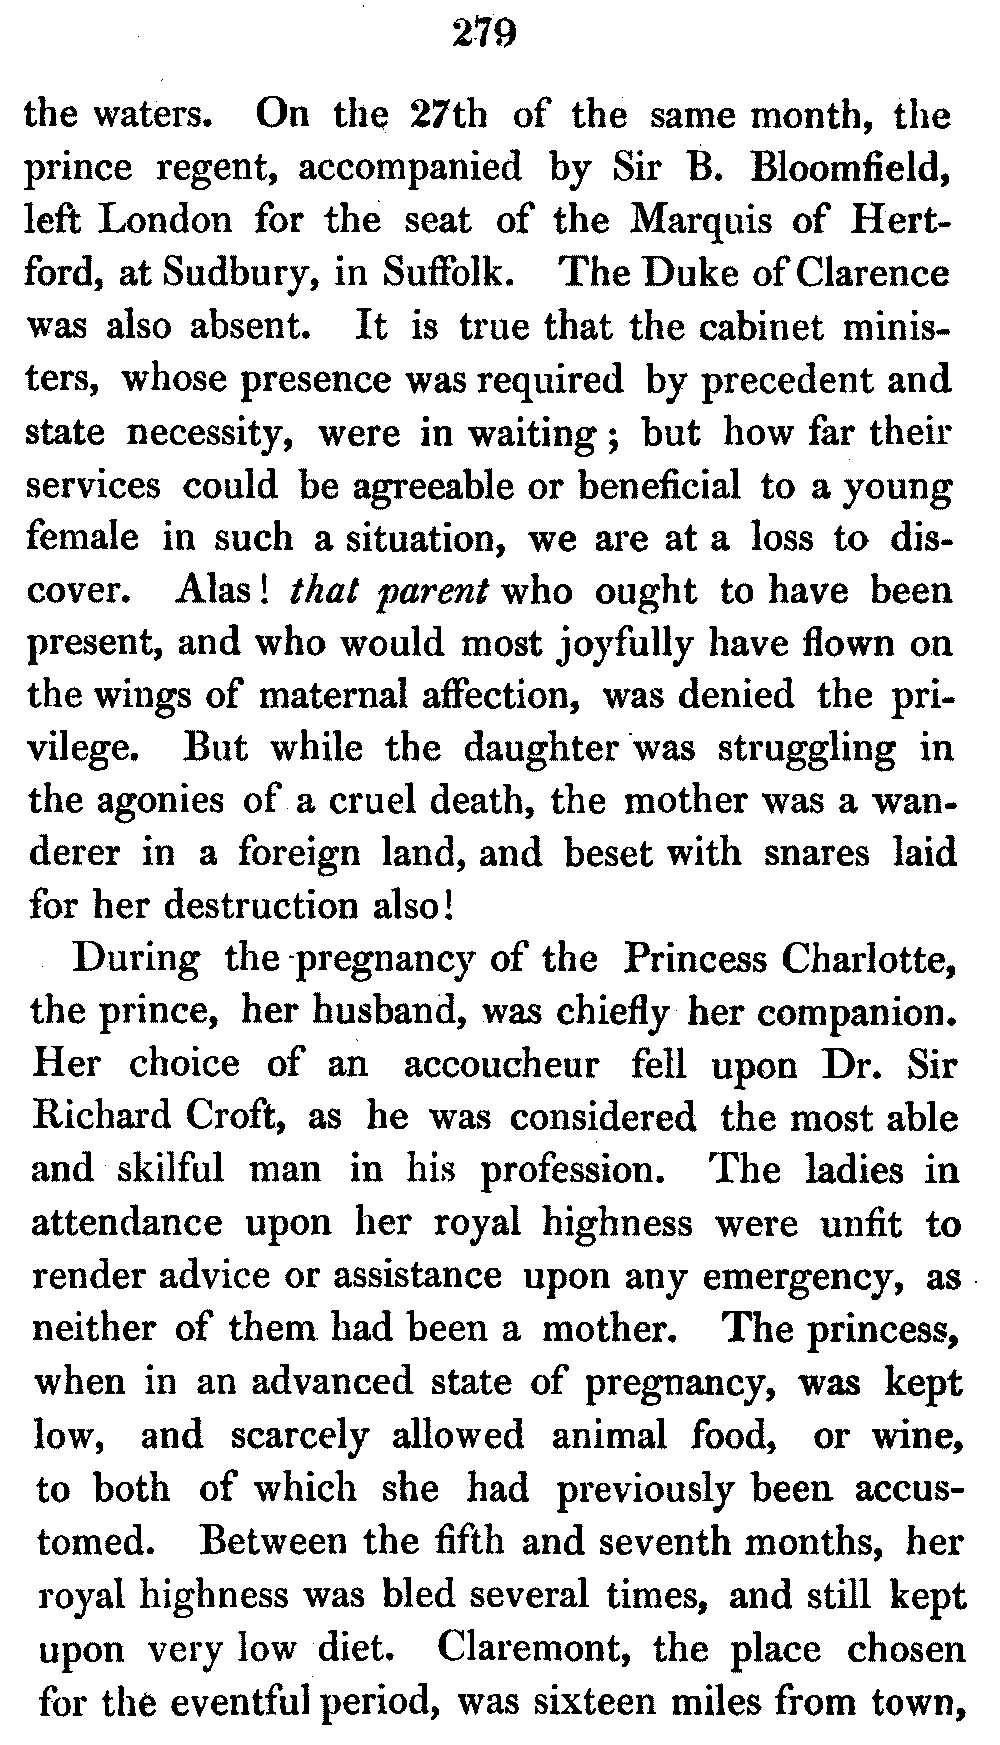 279
the waters. On the 27th of the same month, the
prince regent, accompanied by Sir B. Bloomfield,
left London for the seat of the Marquis of Hert-
ford, at Sudbury, in Suffolk. The Duke of Clarence
was also absent. It is true that the cabinet minis-
ters, whose presence was required by precedent and
state necessity, were in waiting; but how far their
services could be agreeable or beneficial to a young
female in such a situation, we are at a loss to dis-
cover. Alas! that parent who ought to have been
present, and who would most joyfully have flown on
the wings of maternal affection, was denied the pri-
vilege. But while the daughter was struggling in
the agonies of a cruel death, the mother was a wan-
derer in a foreign land, and beset with snares laid
for her destruction also!
During the pregnancy of the Princess Charlotte,
the prince, her husband, was chiefly her companion.
Her choice of an accoucheur fell upon Dr. Sir
Richard Croft, as he was considered the most able
and skilful man in his profession. The ladies in
attendance upon her royal highness were unfit to
render advice or assistance upon any emergency, as
neither of them had been a mother. The princess,
when in an advanced state of pregnancy, was kept
low, and scarcely allowed animal food, or wine,
to both of which she had previously been accus-
tomed. Between the fifth and seventh months, her
royal highness was bled several times, and still kept
upon very low diet. Claremont, the place chosen
for the eventful period, was sixteen miles from town,